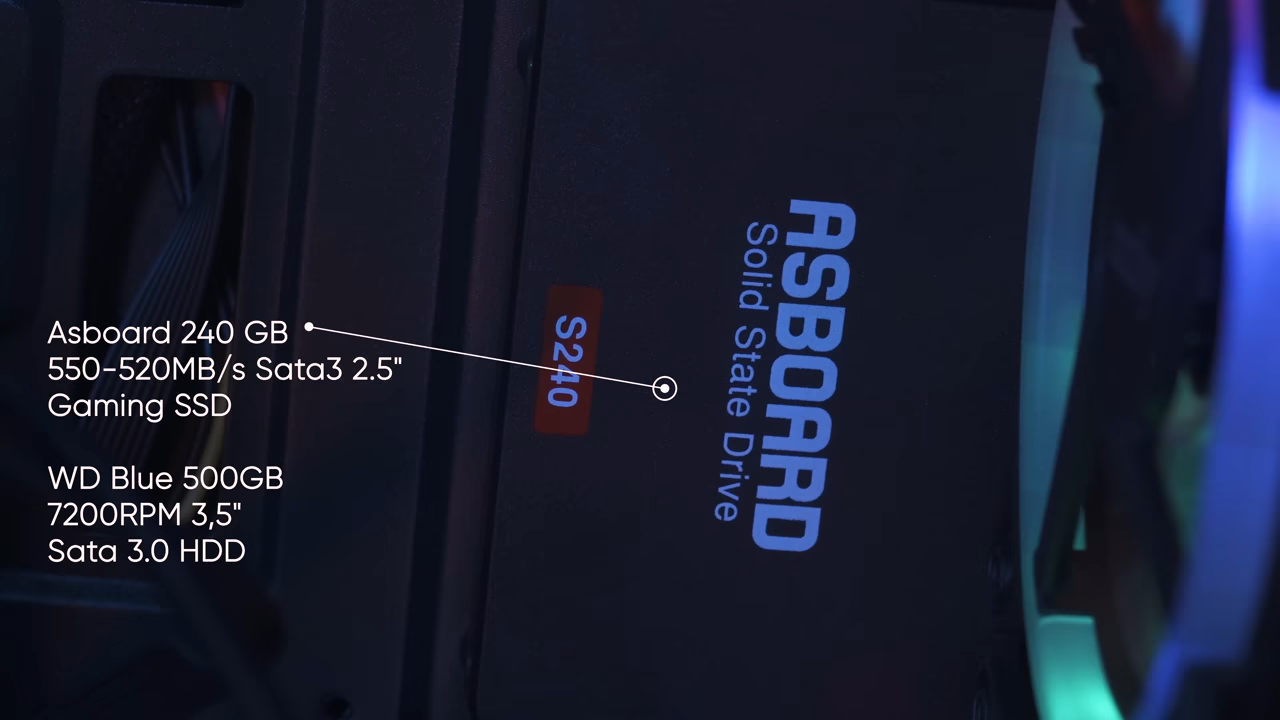 Asboard 240 GB
550-520MB/s Sata3 2.5"
Gaming SSD
WD Blue 500GB
7200RPM 3,5"
Sata 3.0 HDD
S240
ASBOARD
Solid State Drive